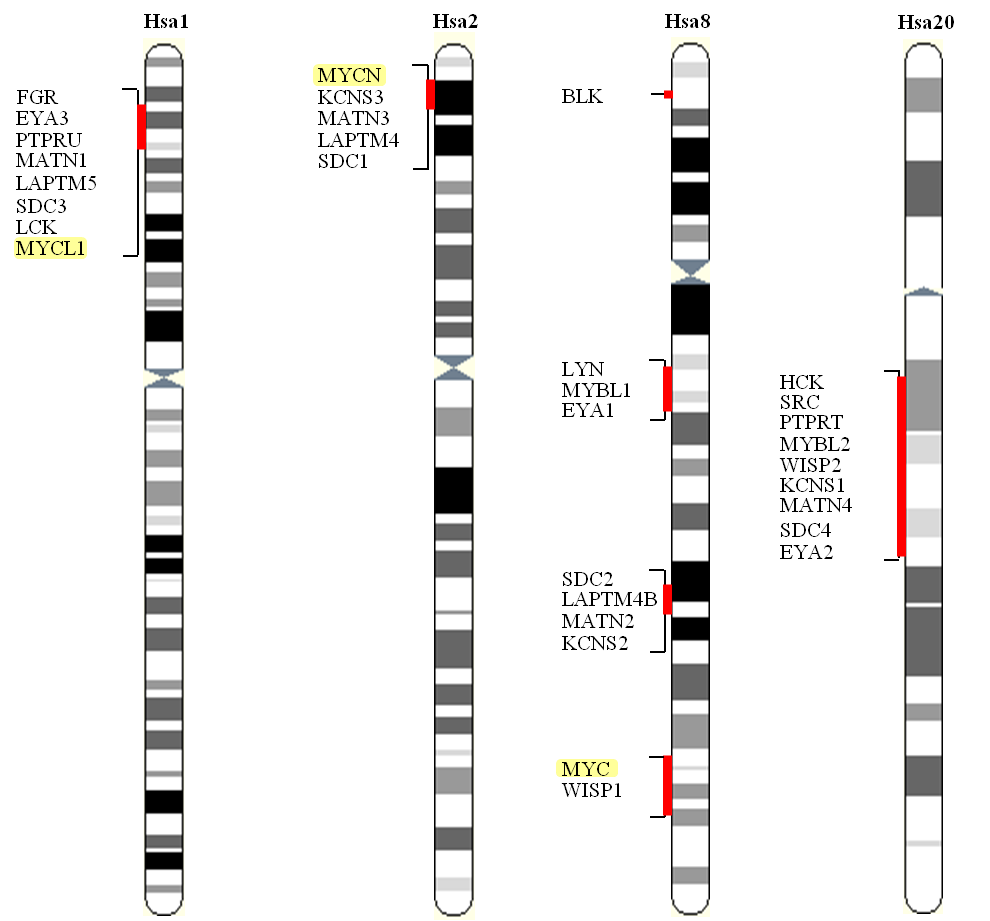 Hsa1
Hsa2
Hsa8
Hsa20
FGR
EYA3
PTPRU
MATN1
LAPTM5
SDC3
LCK
MYCL1
MYCN
KCNS3
MATN3
LAPTM4
SDC1
BLK
LYN
MYBL1
EYA1
SDC2
LAPTM4B
MATN2
KCNS2
MYC
WISP1
HCK
SRC
PTPRT
MYBL2
WISP2
KCNS1
MATN4
SDC4
EYA2